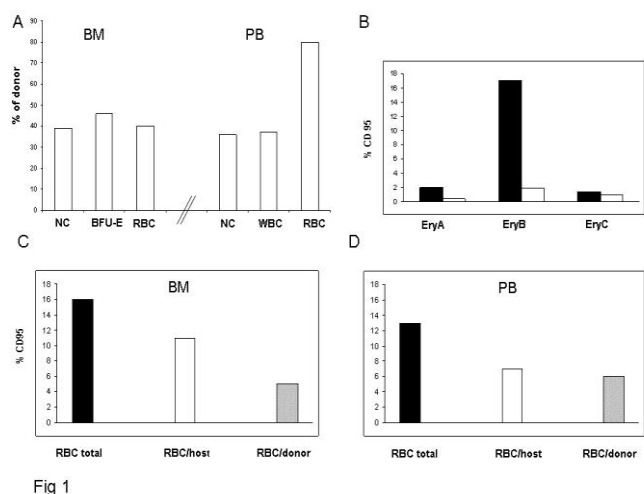 A
BM
PB
% of donor
90
80
70
60
50
40
30
20
10
0
NC BFU-E RBC NC WBC RBC
B
% CD 95
18
16
14
12
10
8
6
4
2
0
EryA EryB EryC
C
BM
% CD95
18
16
14
12
10
8
6
4
2
0
RBC total RBC/host RBC/donor
D
PB
18
16
14
12
10
8
6
4
2
0
RBC total RBC/host RBC/donor
Fig 1